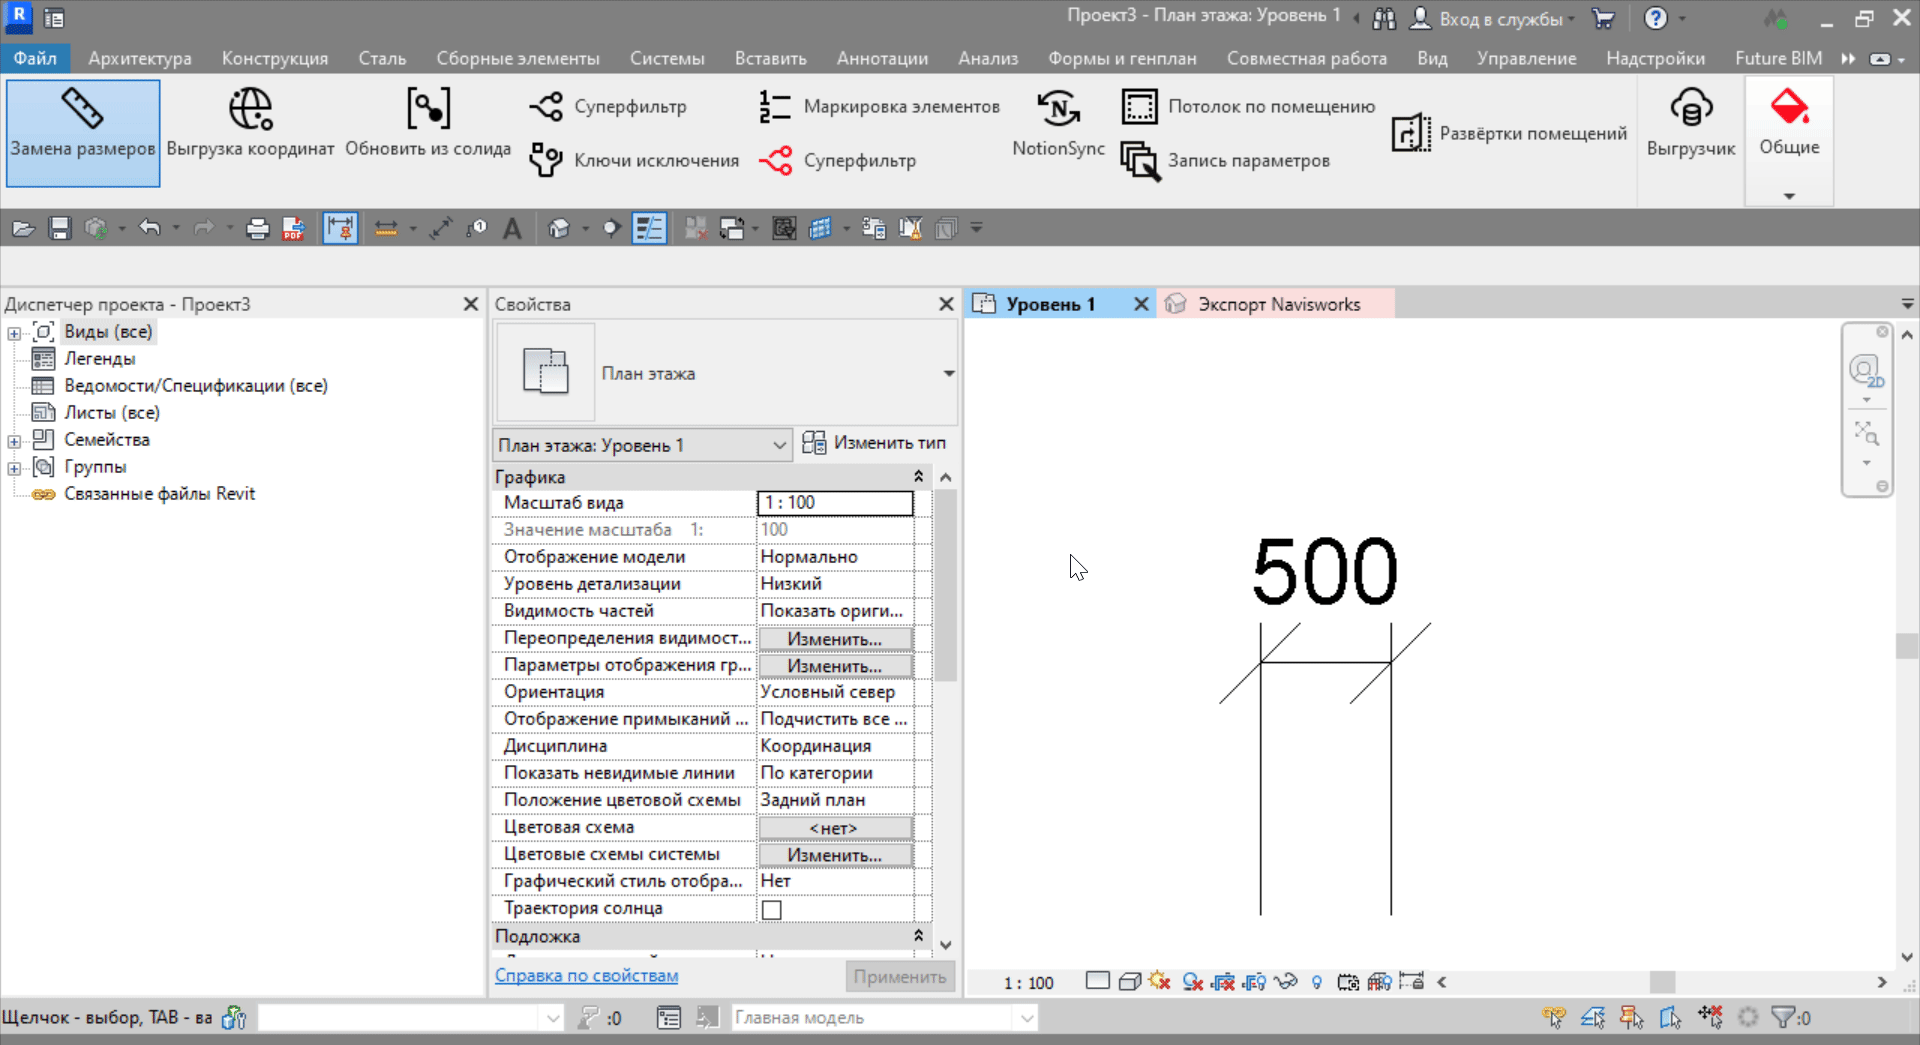 Проект3 - План этажа: Уровень 1
Вход в службы
Файл Архитектура Конструкция Сталь Сборные элементы Системы Вставить Аннотации Анализ Формы и генплан Совместная работа Вид Управление Надстройки Future BIM
Замена размеров
Выгрузка координат
Обновить из солида
Суперфильтр
Ключи исключения
Маркировка элементов
Суперфильтр
NotionSync
Потолок по помещению
Запись параметров
Развёртки помещений
Выгрузчик
Общие
Диспетчер проекта - Проект3
Виды (все)
Легенды
Ведомости/Спецификации (все)
Листы (все)
Семейства
Группы
Связанные файлы Revit
Свойства
План этажа
План этажа: Уровень 1
Изменить тип
Графика
Масштаб вида 1 : 100
Значение масштаба 1: 100
Отображение модели Нормально
Уровень детализации Низкий
Видимость частей Показать ориги...
Переопределения видимост... Изменить...
Параметры отображения гр... Изменить...
Ориентация Условный север
Отображение примыканий ... Подчистить все ...
Дисциплина Координация
Показать невидимые линии По категории
Положение цветовой схемы Задний план
Цветовая схема <нет>
Цветовые схемы системы Изменить...
Графический стиль отобра... Нет
Траектория солнца
Подложка
Справка по свойствам
Применить
Уровень 1
Экспорт Navisworks
2D
500
1 : 100
Щелчок - выбор, TAB - ва
:0
Главная модель
:0